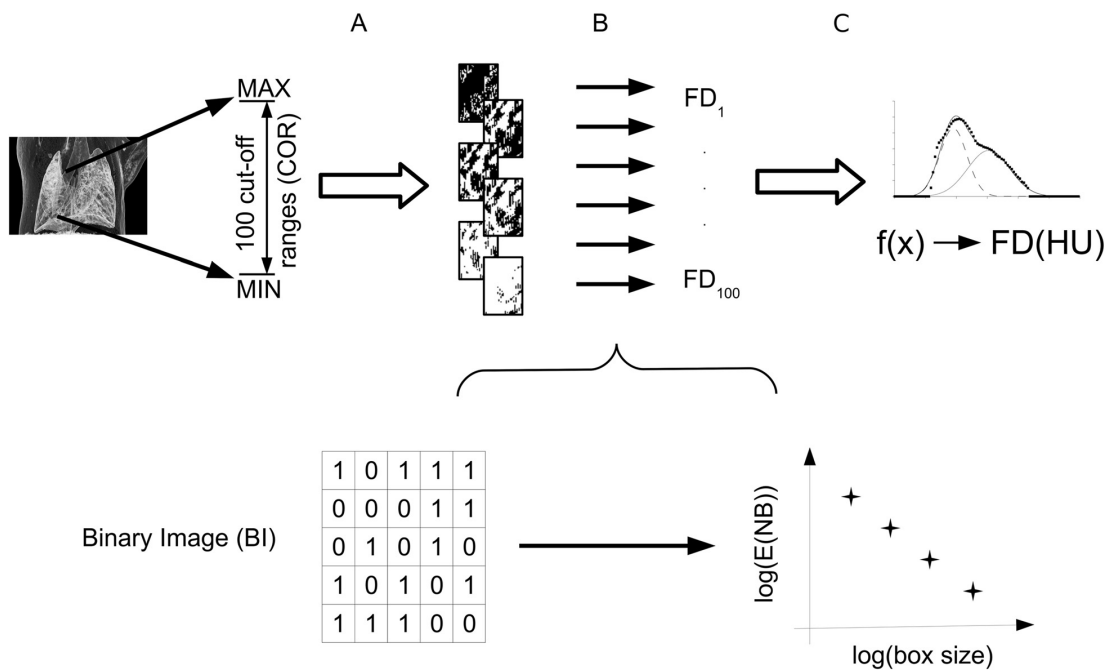 A
B
C
MAX
100 cut-off
ranges (COR)
MIN
FD1
.
.
.
FD100
f(x) → FD(HU)
Binary Image (BI)
1 0 1 1 1
0 0 0 1 1
0 1 0 1 0
1 0 1 0 1
1 1 1 0 0
log(E(NB))
log(box size)